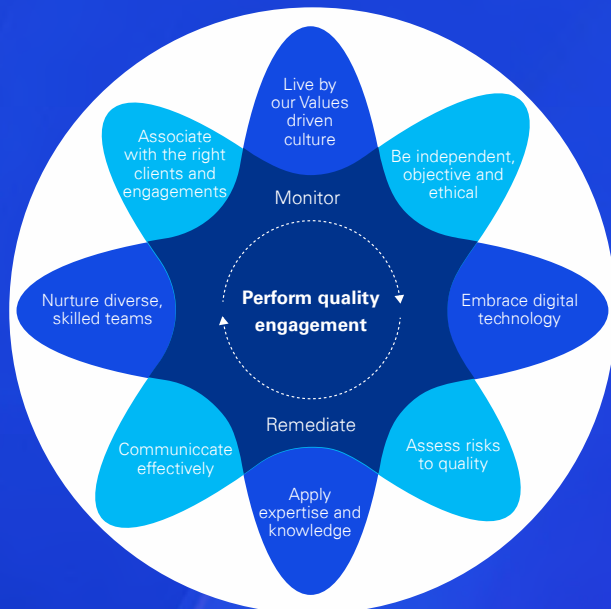 Live by
our Values
driven
culture
Associate
with the right
clients and
engagements
Be independent,
objective and
ethical
Monitor
Nurture diverse,
skilled teams
Perform quality
engagement
Embrace digital
technology
Remediate
Communiccate
effectively
Assess risks
to quality
Apply
expertise and
knowledge